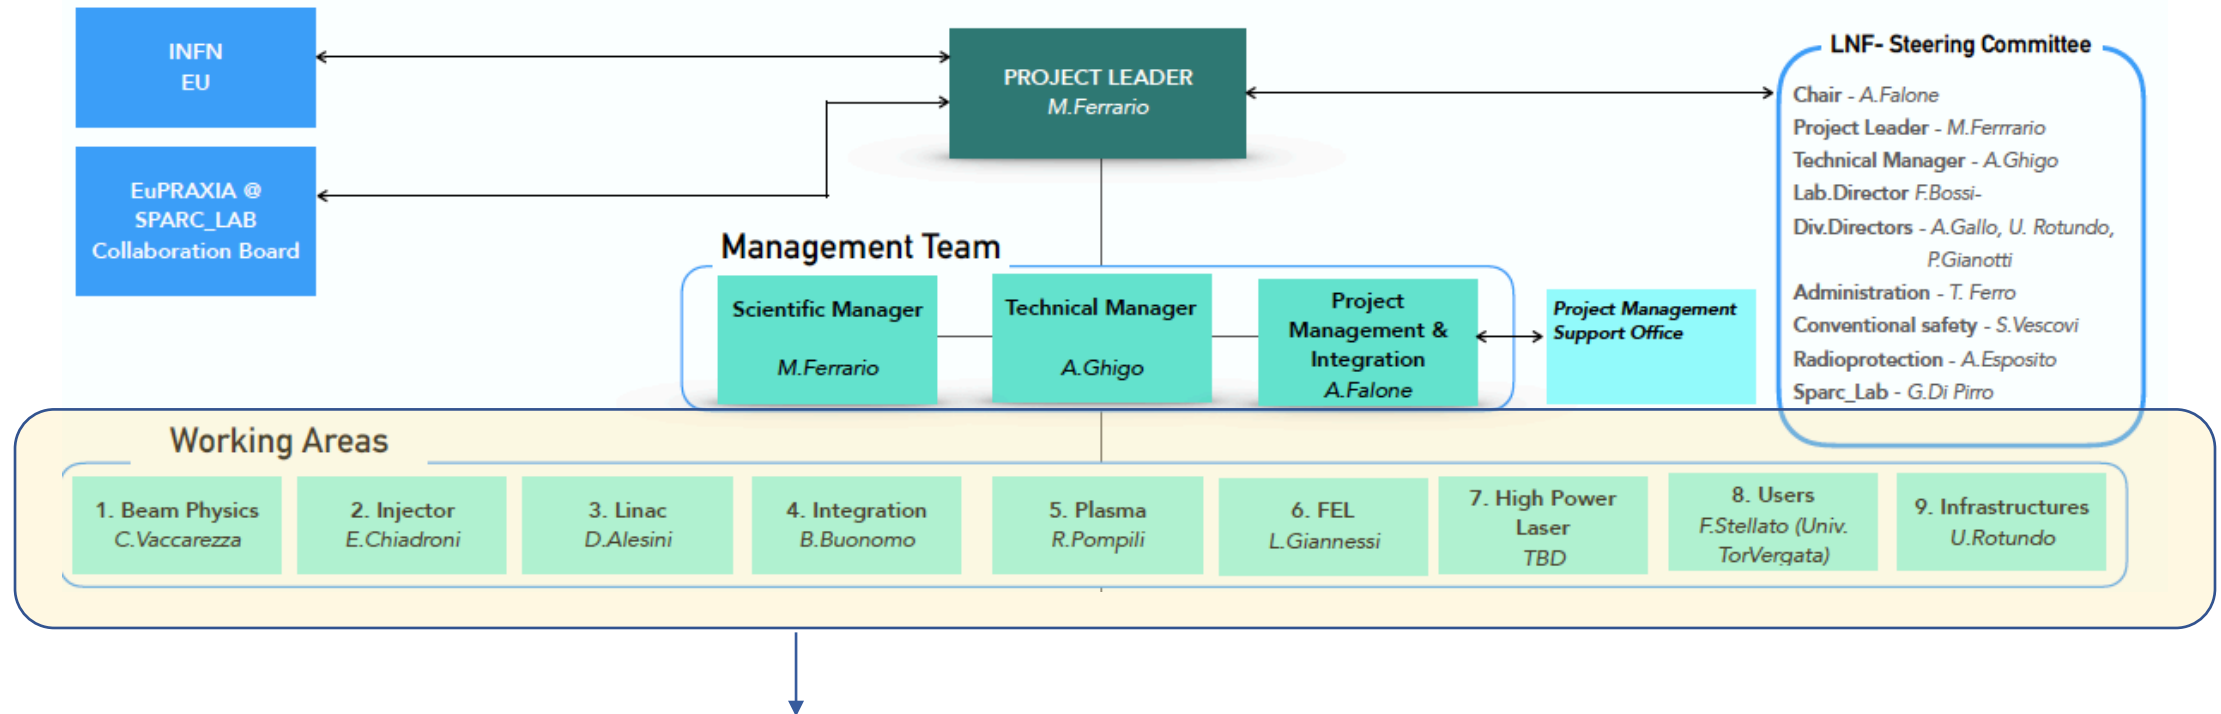 INFN
EU
EuPRAXIA @
SPARC_LAB
Collaboration Board
PROJECT LEADER
M.Ferrario
LNF- Steering Committee
Chair - A.Falone
Project Leader - M.Ferrrario
Technical Manager - A.Ghigo
Lab.Director F.Bossi-
Div.Directors - A.Gallo, U. Rotundo,
P.Gianotti
Administration - T. Ferro
Conventional safety - S.Vescovi
Radioprotection - A.Esposito
Sparc_Lab - G.Di Pirro
Management Team
Scientific Manager
M.Ferrario
Technical Manager
A.Ghigo
Project
Management &
Integration
A.Falone
Project Management
Support Office
Working Areas
1. Beam Physics
C.Vaccarezza
2. Injector
E.Chiadroni
3. Linac
D.Alesini
4. Integration
B.Buonomo
5. Plasma
R.Pompili
6. FEL
L.Giannessi
7. High Power
Laser
TBD
8. Users
F.Stellato (Univ.
TorVergata)
9. Infrastructures
U.Rotundo